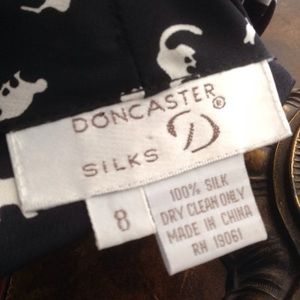 DONCASTER®
SILKS D
8
100% SILK
DRY CLEAN ONLY
MADE IN CHINA
RN 19061